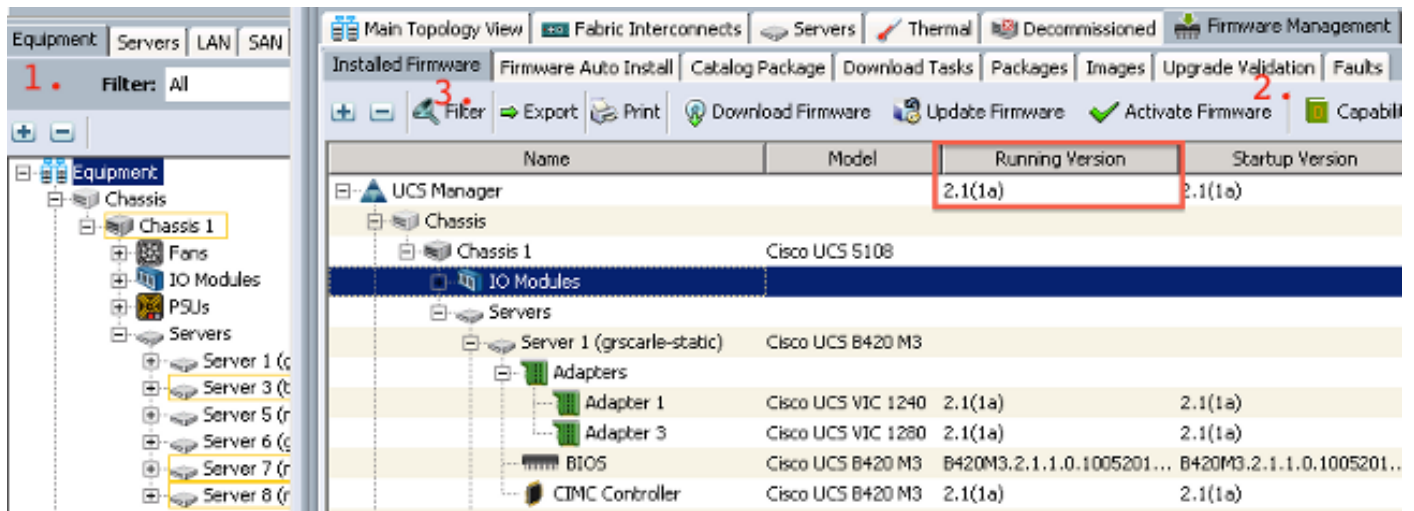 Equipment Servers LAN SAN
1.
Filter: All
Equipment
Chassis
Chassis 1
Fans
IO Modules
PSUs
Servers
Server 1
Server 3
Server 5
Server 6
Server 7
Server 8
Main Topology View Fabric Interconnects Servers Thermal Decommissioned Firmware Management
Installed Firmware Firmware Auto Install Catalog Package Download Tasks Packages Images Upgrade Validation Faults
3. 2.
Filter Export Print Download Firmware Update Firmware Activate Firmware Capabili
Name Model Running Version Startup Version
UCS Manager 2.1(1a) 2.1(1a)
Chassis
Chassis 1 Cisco UCS 5108
IO Modules
Servers
Server 1 (grscarle-static) Cisco UCS B420 M3
Adapters
Adapter 1 Cisco UCS VIC 1240 2.1(1a) 2.1(1a)
Adapter 3 Cisco UCS VIC 1280 2.1(1a) 2.1(1a)
BIOS Cisco UCS B420 M3 B420M3.2.1.1.0.1005201... B420M3.2.1.1.0.1005201..
CIMC Controller Cisco UCS B420 M3 2.1(1a) 2.1(1a)